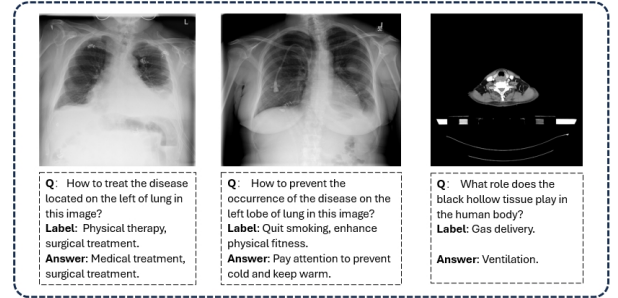 L
Q: How to treat the disease
located on the left of lung in
this image?
Label: Physical therapy,
surgical treatment.
Answer: Medical treatment,
surgical treatment.
Q: How to prevent the
occurrence of the disease on the
left lobe of lung in this image?
Label: Quit smoking, enhance
physical fitness.
Answer: Pay attention to prevent
cold and keep warm.
Q: What role does the
black hollow tissue play in
the human body?
Label: Gas delivery.
Answer: Ventilation.